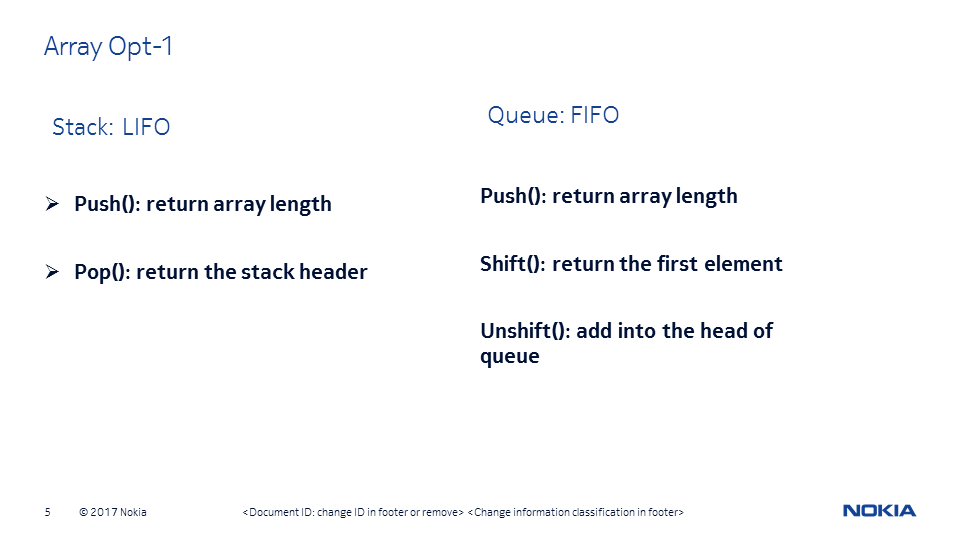 Array Opt-1
Stack: LIFO
➢ Push(): return array length
➢ Pop(): return the stack header
Queue: FIFO
Push(): return array length
Shift(): return the first element
Unshift(): add into the head of
queue
5 © 2017 Nokia <Document ID: change ID in footer or remove> <Change information classification in footer> NOKIA